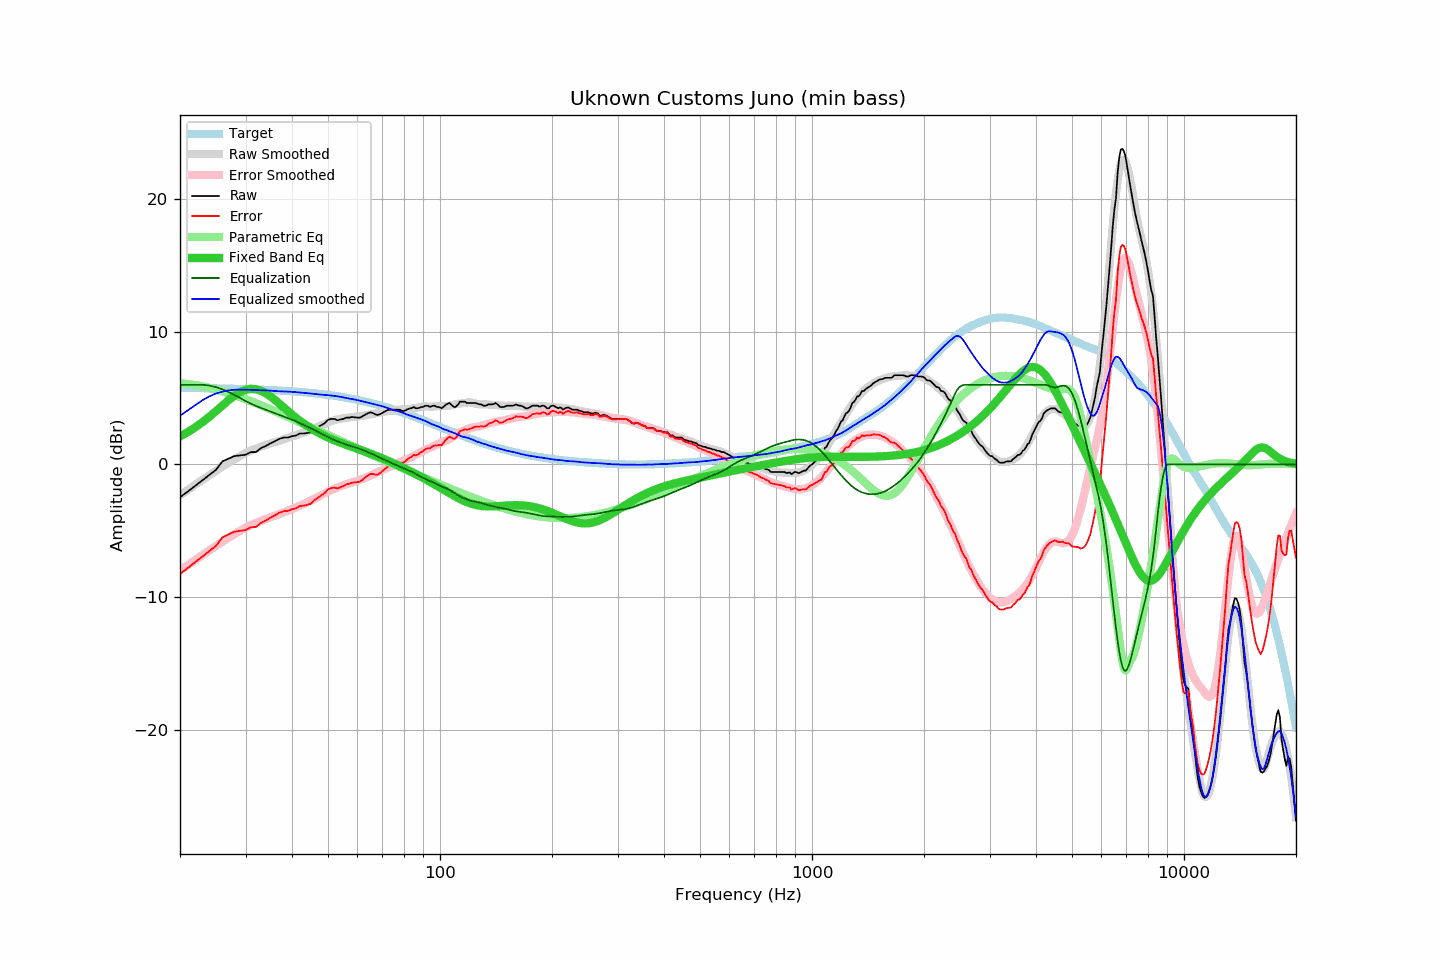 Uknown Customs Juno (min bass)
Target
Raw Smoothed
Error Smoothed
Raw
Error
Parametric Eq
Fixed Band Eq
Equalization
Equalized smoothed
Amplitude (dBr)
20
10
0
−10
−20
100
1000
10000
Frequency (Hz)